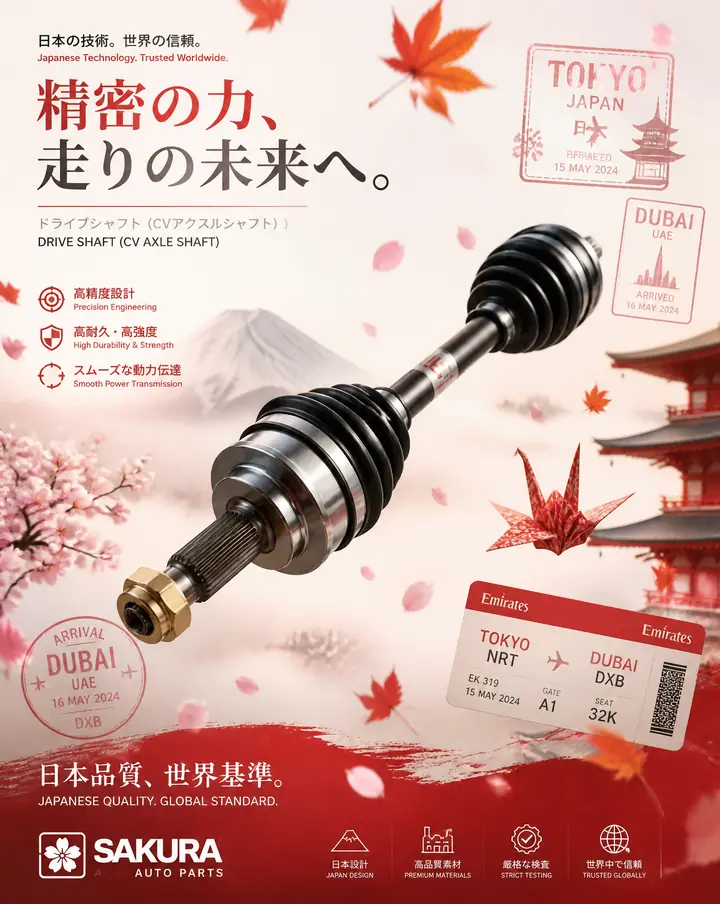 日本の技術。世界の信頼。
Japanese Technology. Trusted Worldwide.
精密の力、
走りの未来へ。
ドライブシャフト（CVアクスルシャフト））
DRIVE SHAFT (CV AXLE SHAFT)
高精度設計
Precision Engineering
高耐久・高強度
High Durability & Strength
スムーズな動力伝達
Smooth Power Transmission
TOKYO
JAPAN
15 MAY 2024
DUBAI
UAE
ARRIVED
16 MAY 2024
ARRIVAL
DUBAI
UAE
16 MAY 2024
DXB
Emirates
Emirates
TOKYO
NRT
DUBAI
DXB
EK 319
15 MAY 2024
GATE
A1
SEAT
32K
日本品質、世界基準。
JAPANESE QUALITY. GLOBAL STANDARD.
SAKURA
AUTO PARTS
日本設計
JAPAN DESIGN
高品質素材
PREMIUM MATERIALS
厳格な検査
STRICT TESTING
世界中で信頼
TRUSTED GLOBALLY